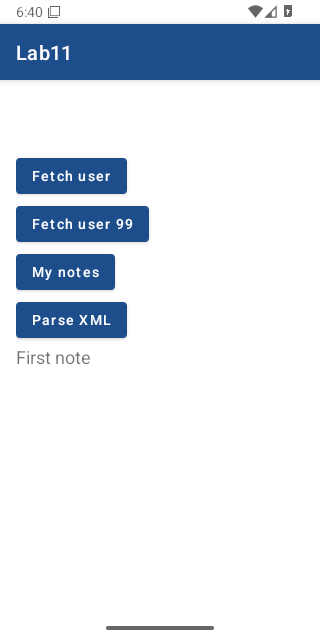 6:40
Lab11
Fetch user
Fetch user 99
My notes
Parse XML
First note